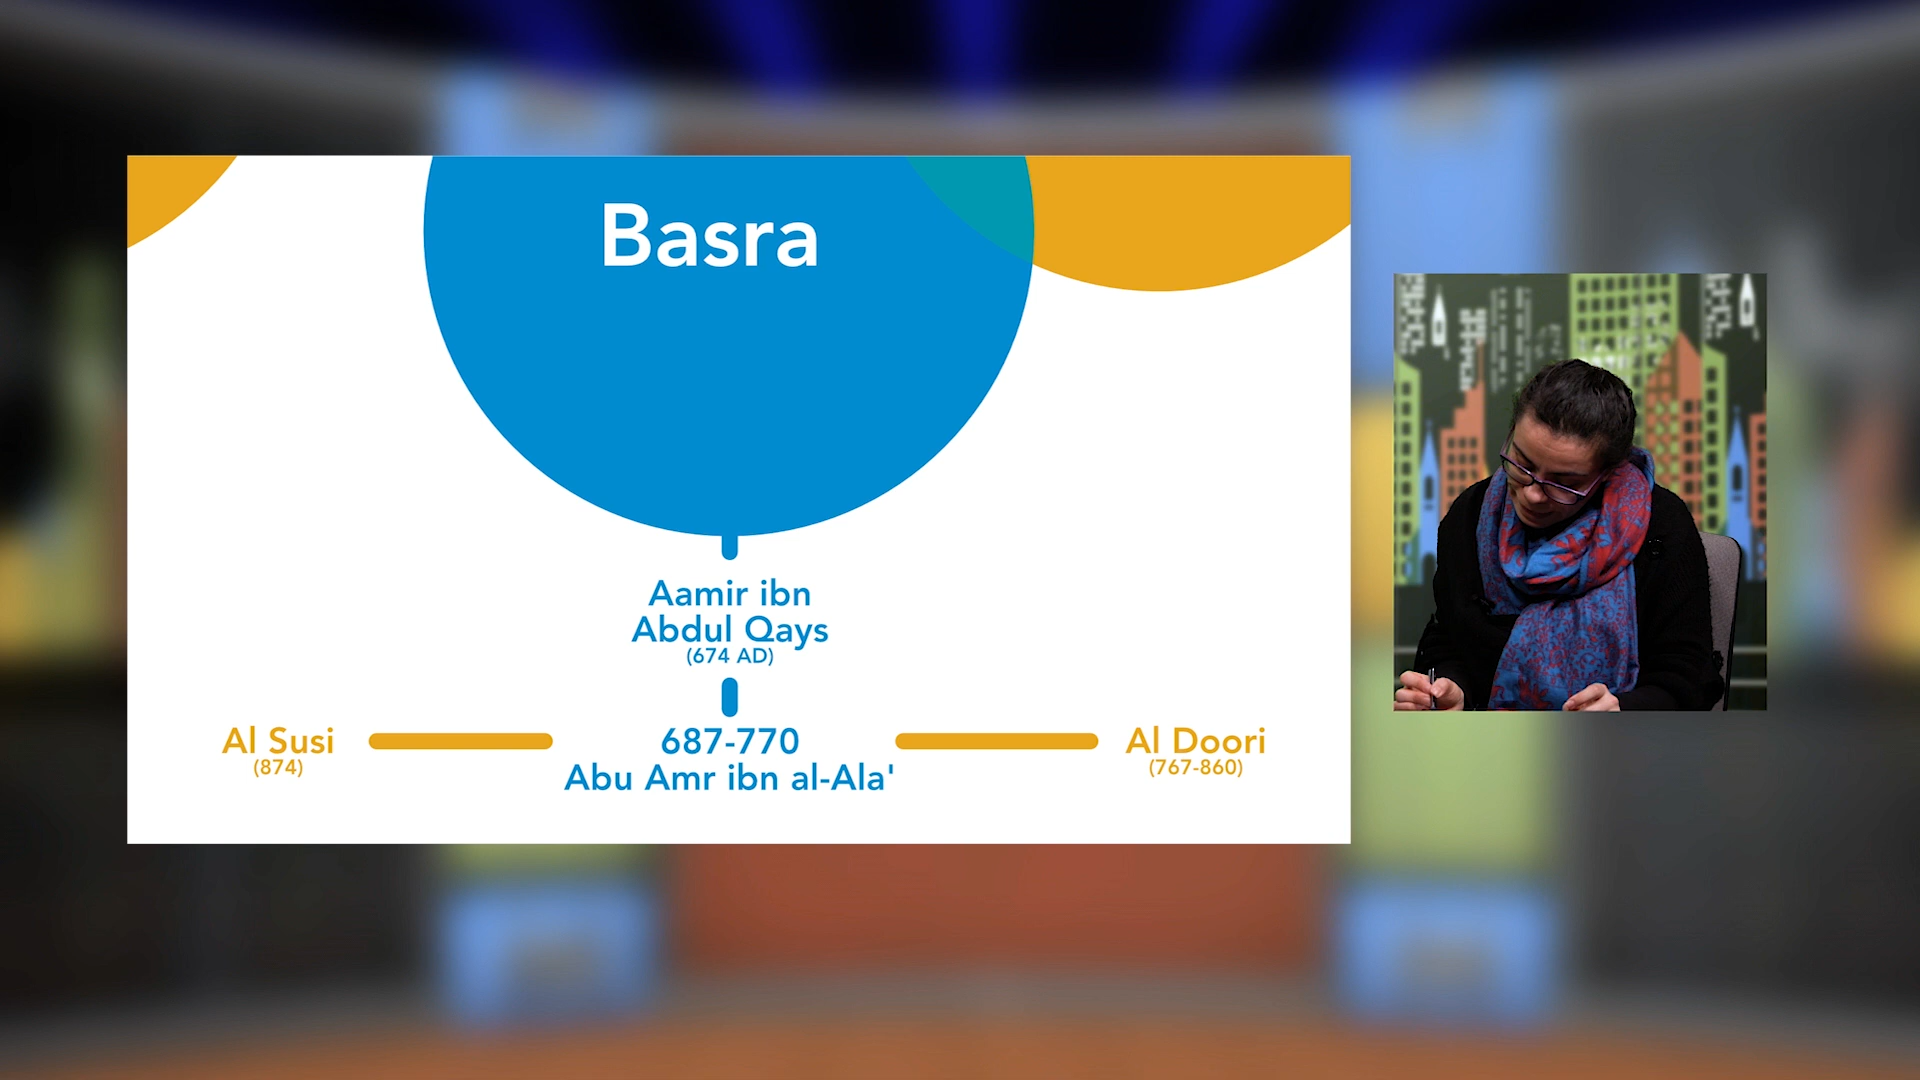 Basra
Aamir ibn
Abdul Qays
(674 AD)
Al Susi
(874)
687-770
Abu Amr ibn al-Ala'
Al Doori
(767-860)